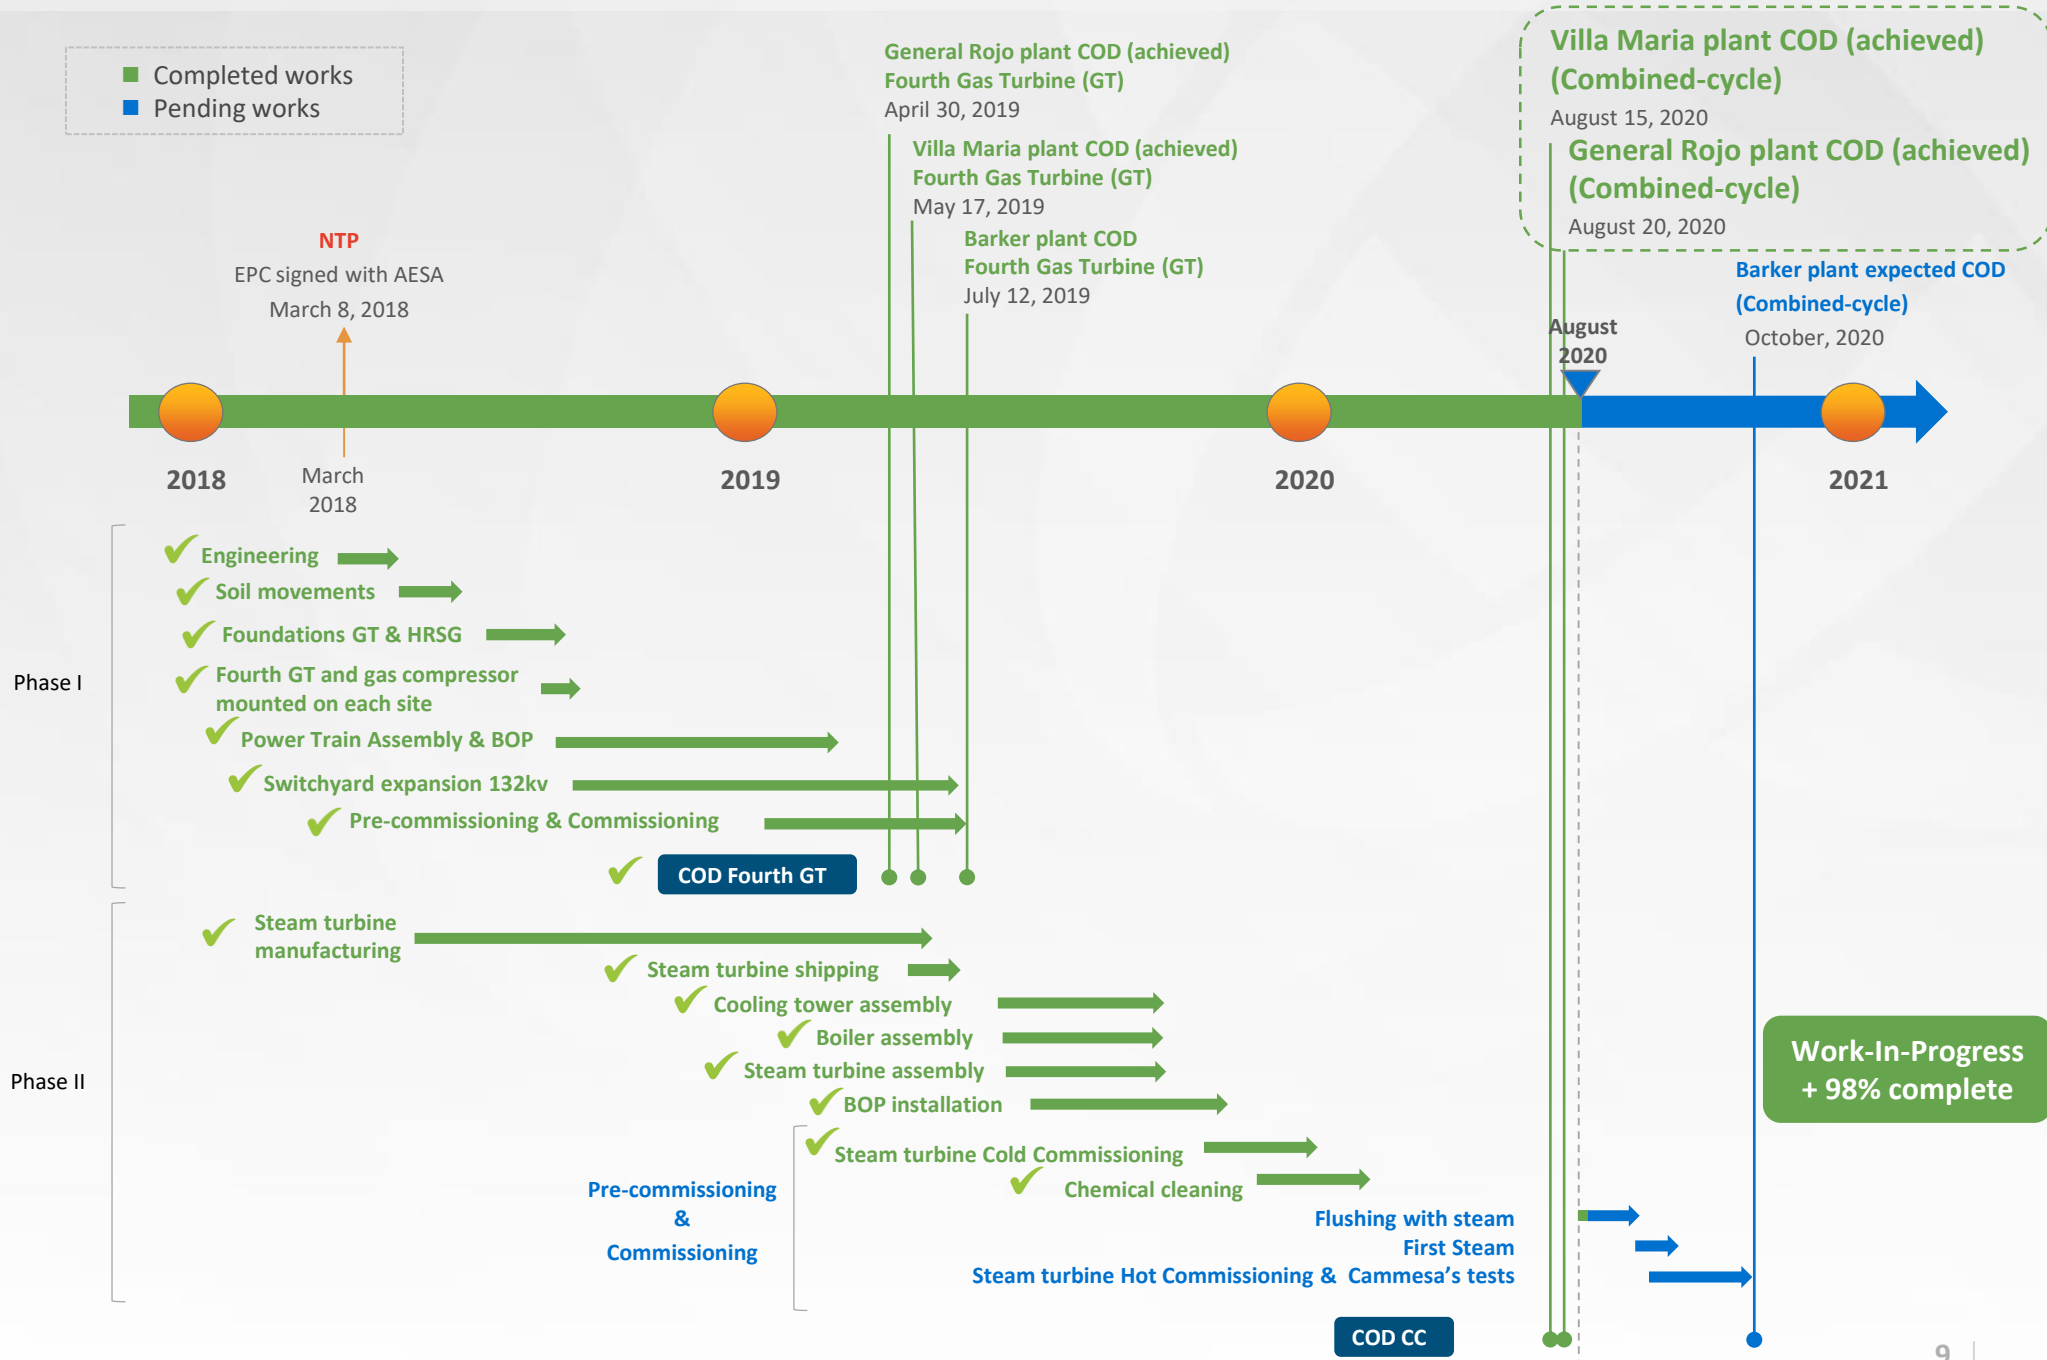 Completed works
Pending works
General Rojo plant COD (achieved)
Fourth Gas Turbine (GT)
April 30, 2019
Villa Maria plant COD (achieved)
Fourth Gas Turbine (GT)
May 17, 2019
Barker plant COD
Fourth Gas Turbine (GT)
July 12, 2019
Villa Maria plant COD (achieved)
(Combined-cycle)
August 15, 2020
General Rojo plant COD (achieved)
(Combined-cycle)
August 20, 2020
Barker plant expected COD
(Combined-cycle)
October, 2020
NTP
EPC signed with AESA
March 8, 2018
August
2020
2018
March
2018
2019
2020
2021
Phase I
Engineering
Soil movements
Foundations GT & HRSG
Fourth GT and gas compressor
mounted on each site
Power Train Assembly & BOP
Switchyard expansion 132kv
Pre-commissioning & Commissioning
COD Fourth GT
Phase II
Steam turbine
manufacturing
Steam turbine shipping
Cooling tower assembly
Boiler assembly
Steam turbine assembly
BOP installation
Work-In-Progress
+ 98% complete
Pre-commissioning
&
Commissioning
Steam turbine Cold Commissioning
Chemical cleaning
Flushing with steam
First Steam
Steam turbine Hot Commissioning & Cammesa's tests
COD CC
9